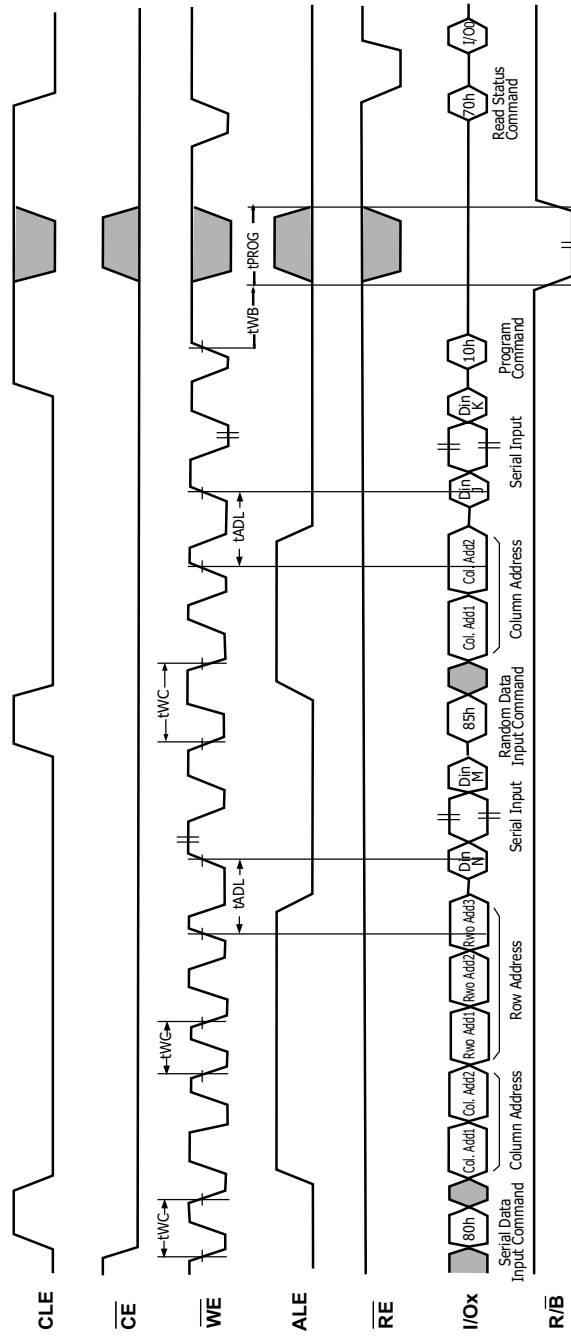 CLE
CE
WE
tWC
tWC
tADL
tWC
tADL
tWB
tPROG
ALE
RE
I/Ox
80h
Col. Add1
Col. Add2
Rwo Add1
Rwo Add2
Rwo Add3
Din
N
Din
M
85h
Col. Add1
Col. Add2
Din
J
Din
K
10h
70h
I/O0
Serial Data
Input Command
Column Address
Row Address
Serial Input
Random Data
Input Command
Column Address
Serial Input
Program
Command
Read Status
Command
R/B